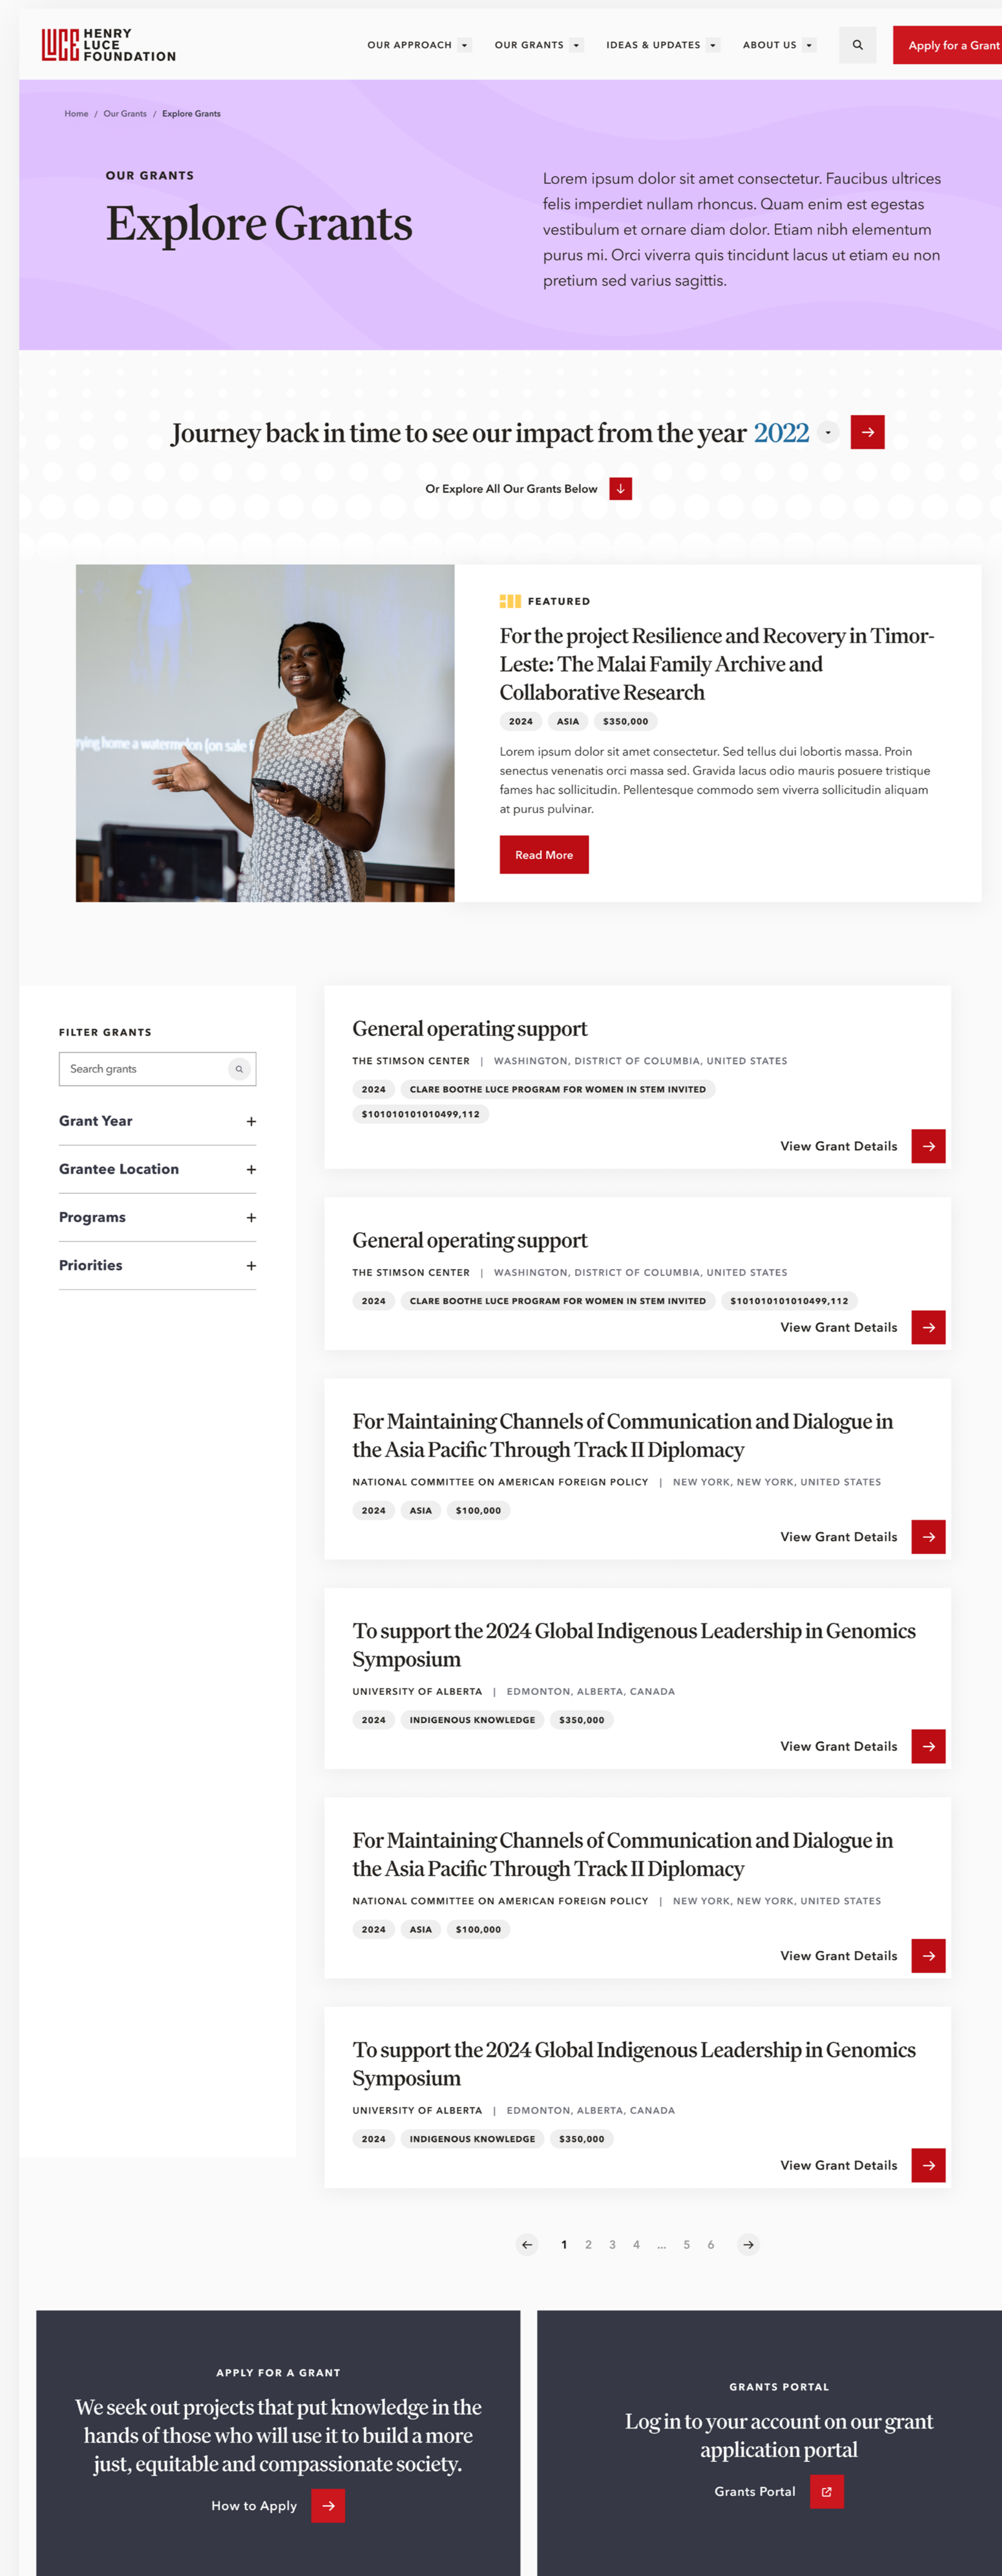 HENRY
LUCE
FOUNDATION
OUR APPROACH
OUR GRANTS
IDEAS & UPDATES
ABOUT US
Apply for a Grant
Home / Our Grants / Explore Grants
OUR GRANTS
Explore Grants
Lorem ipsum dolor sit amet consectetur. Faucibus ultrices
felis imperdiet nullam rhoncus. Quam enim est egestas
vestibulum et ornare diam dolor. Etiam nibh elementum
purus mi. Orci viverra quis tincidunt lacus ut etiam eu non
pretium sed varius sagittis.
Journey back in time to see our impact from the year 2022
Or Explore All Our Grants Below
rying home a watermelon (on sale f
FEATURED
For the project Resilience and Recovery in Timor-
Leste: The Malai Family Archive and
Collaborative Research
2024 ASIA $350,000
Lorem ipsum dolor sit amet consectetur. Sed tellus dui lobortis massa. Proin
senectus venenatis orci massa sed. Gravida lacus odio mauris posuere tristique
fames hac sollicitudin. Pellentesque commodo sem viverra sollicitudin aliquam
at purus pulvinar.
Read More
FILTER GRANTS
Search grants
Grant Year +
Grantee Location +
Programs +
Priorities +
General operating support
THE STIMSON CENTER | WASHINGTON, DISTRICT OF COLUMBIA, UNITED STATES
2024 CLARE BOOTHE LUCE PROGRAM FOR WOMEN IN STEM INVITED
$101010101010499,112
View Grant Details
General operating support
THE STIMSON CENTER | WASHINGTON, DISTRICT OF COLUMBIA, UNITED STATES
2024 CLARE BOOTHE LUCE PROGRAM FOR WOMEN IN STEM INVITED $101010101010499,112
View Grant Details
For Maintaining Channels of Communication and Dialogue in
the Asia Pacific Through Track II Diplomacy
NATIONAL COMMITTEE ON AMERICAN FOREIGN POLICY | NEW YORK, NEW YORK, UNITED STATES
2024 ASIA $100,000
View Grant Details
To support the 2024 Global Indigenous Leadership in Genomics
Symposium
UNIVERSITY OF ALBERTA | EDMONTON, ALBERTA, CANADA
2024 INDIGENOUS KNOWLEDGE $350,000
View Grant Details
For Maintaining Channels of Communication and Dialogue in
the Asia Pacific Through Track II Diplomacy
NATIONAL COMMITTEE ON AMERICAN FOREIGN POLICY | NEW YORK, NEW YORK, UNITED STATES
2024 ASIA $100,000
View Grant Details
To support the 2024 Global Indigenous Leadership in Genomics
Symposium
UNIVERSITY OF ALBERTA | EDMONTON, ALBERTA, CANADA
2024 INDIGENOUS KNOWLEDGE $350,000
View Grant Details
1 2 3 4 ... 5 6
APPLY FOR A GRANT
We seek out projects that put knowledge in the
hands of those who will use it to build a more
just, equitable and compassionate society.
How to Apply
GRANTS PORTAL
Log in to your account on our grant
application portal
Grants Portal